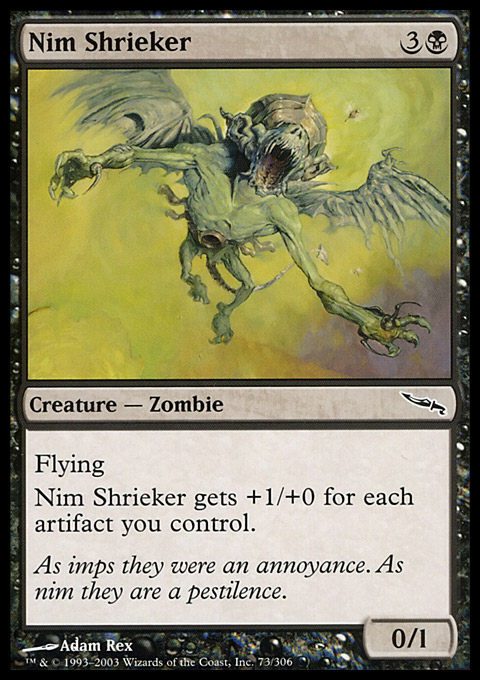 Nim Shrieker 3
Creature — Zombie
Flying
Nim Shrieker gets +1/+0 for each
artifact you control.
As imps they were an annoyance. As
nim they are a pestilence.
0/1
Adam Rex
™ & © 1993–2003 Wizards of the Coast, Inc. 73/306